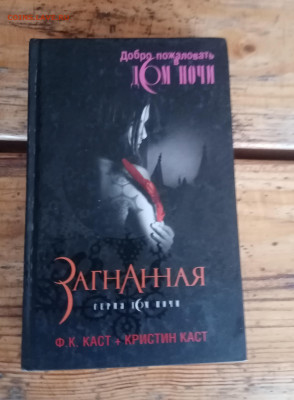 Добро пожаловать
ДОМ НОЧИ
ЗАГНАННАЯ
СЕРИЯ ДОМ НОЧИ
Ф.К. КАСТ + КРИСТИН КАСТ